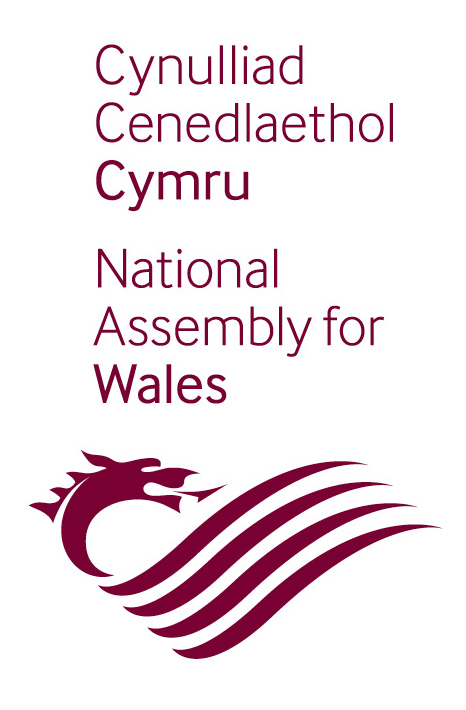 Cynulliad
Cenedlaethol
Cymru
National
Assembly for
Wales